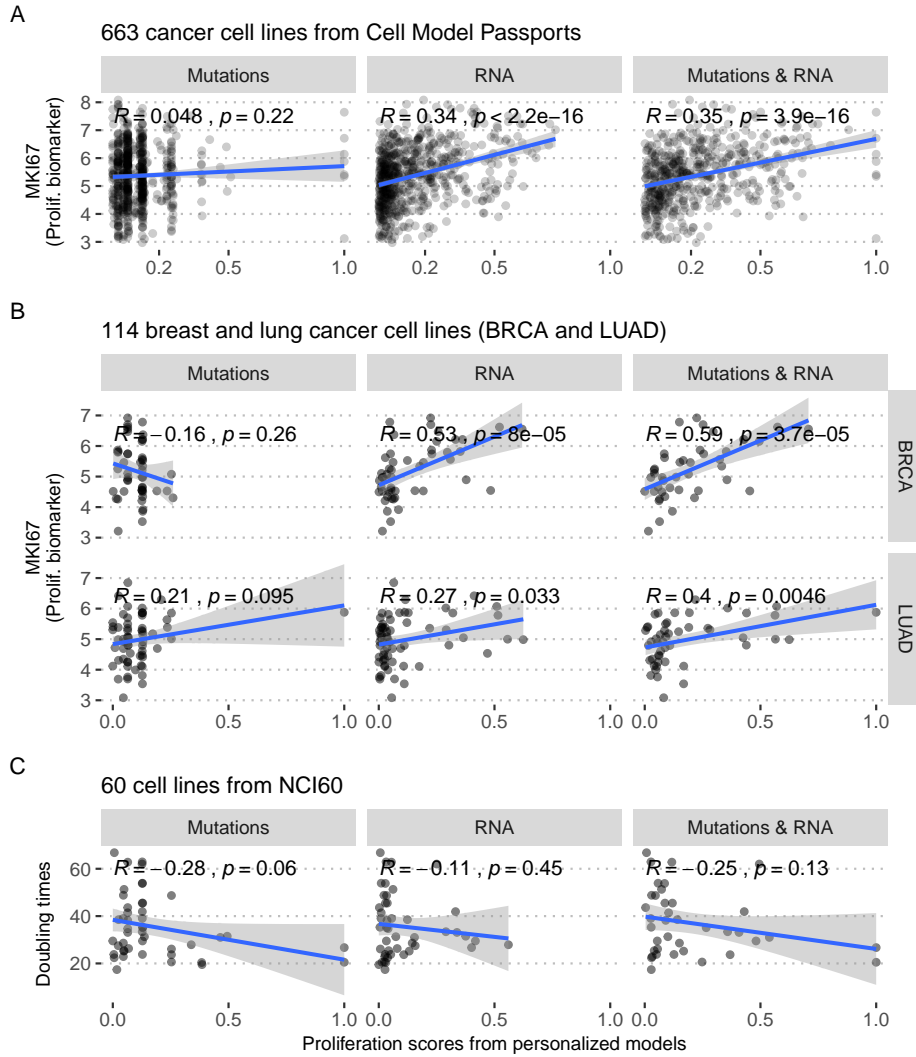 A
663 cancer cell lines from Cell Model Passports
Mutations
RNA
Mutations & RNA
MKI67
(Prolif. biomarker)
8
7
6
5
4
3
R = 0.048 , p = 0.22
R = 0.34 , p < 2.2e−16
R = 0.35 , p = 3.9e−16
0.2 0.5 1.0
0.2 0.5 1.0
0.2 0.5 1.0
B
114 breast and lung cancer cell lines (BRCA and LUAD)
Mutations
RNA
Mutations & RNA
MKI67
(Prolif. biomarker)
7
6
5
4
3
R = −0.16 , p = 0.26
R = 0.53 , p = 8e−05
R = 0.59 , p = 3.7e−05
BRCA
7
6
5
4
3
R = 0.21 , p = 0.095
R = 0.27 , p = 0.033
R = 0.4 , p = 0.0046
LUAD
0.0 0.5 1.0
0.0 0.5 1.0
0.0 0.5 1.0
C
60 cell lines from NCI60
Mutations
RNA
Mutations & RNA
Doubling times
60
40
20
R = −0.28 , p = 0.06
R = −0.11 , p = 0.45
R = −0.25 , p = 0.13
0.0 0.5 1.0
0.0 0.5 1.0
0.0 0.5 1.0
Proliferation scores from personalized models